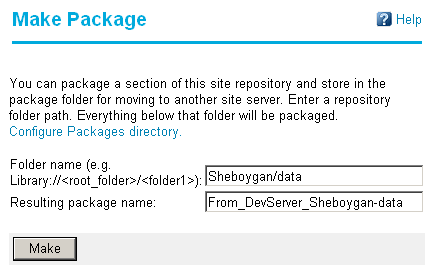 Make Package
? Help
You can package a section of this site repository and store in the
package folder for moving to another site server. Enter a repository
folder path. Everything below that folder will be packaged.
Configure Packages directory.
Folder name (e.g.
Library://<root_folder>/<folder1>): Sheboygan/data
Resulting package name: From_DevServer_Sheboygan-data
Make